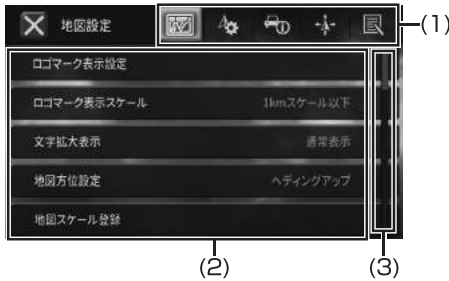 地図設定
(1)
ロゴマーク表示設定
ロゴマーク表示スケール 1kmスケール以下
文字拡大表示 通常表示
地図方位設定 ヘディングアップ
地図スケール登録
(2) (3)